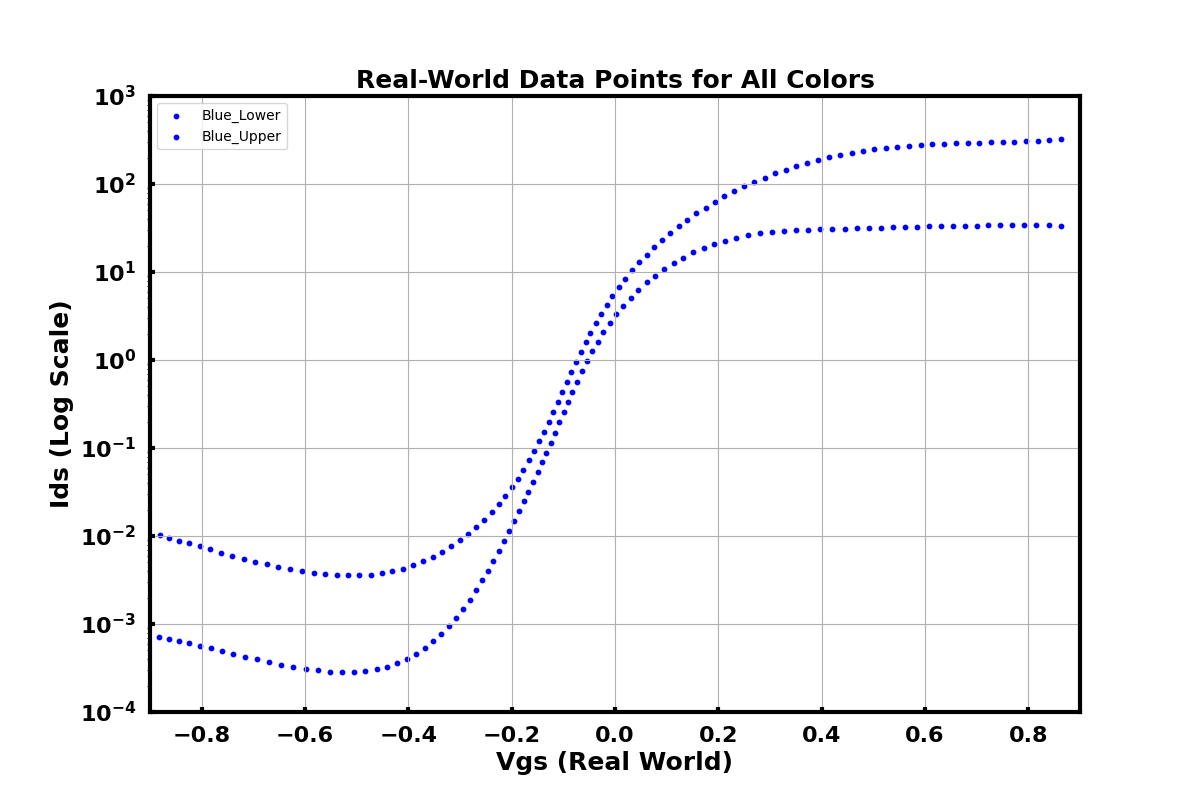 Real-World Data Points for All Colors
Blue_Lower
Blue_Upper
10³
10²
10¹
10⁰
10⁻¹
10⁻²
10⁻³
10⁻⁴
Ids (Log Scale)
−0.8 −0.6 −0.4 −0.2 0.0 0.2 0.4 0.6 0.8
Vgs (Real World)